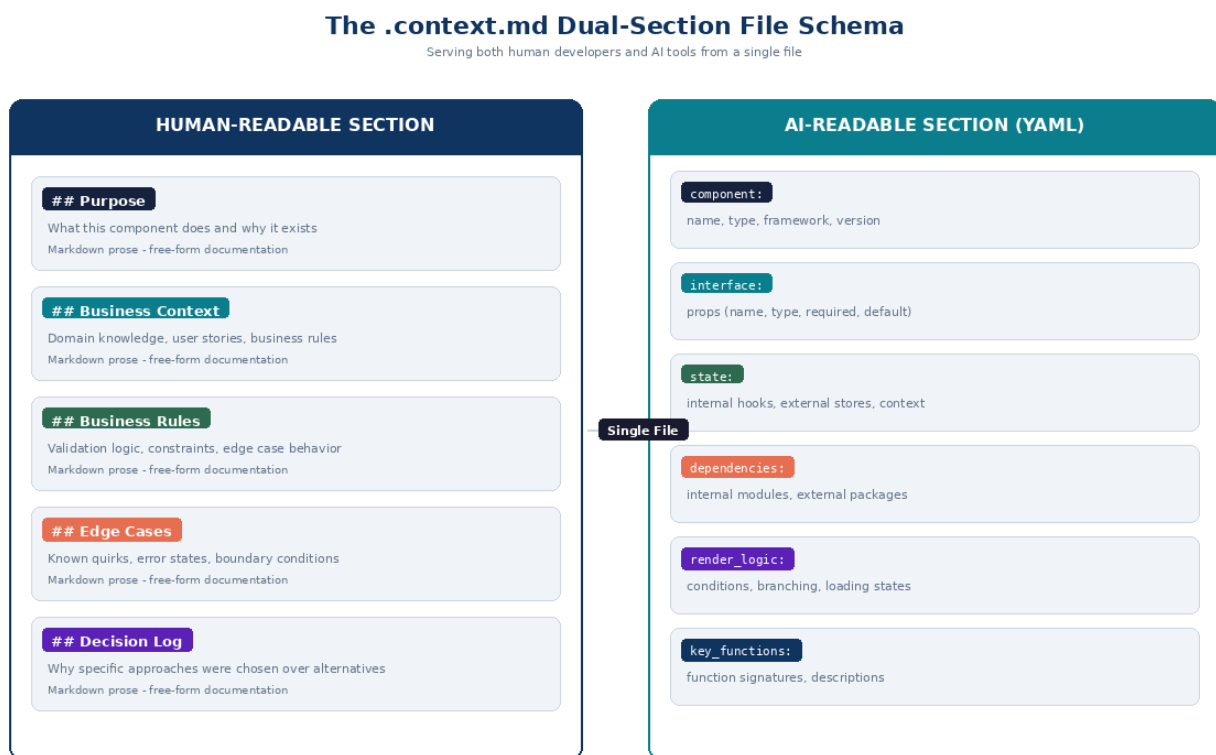 The .context.md Dual-Section File Schema
Serving both human developers and AI tools from a single file
HUMAN-READABLE SECTION
## Purpose
What this component does and why it exists
Markdown prose - free-form documentation
## Business Context
Domain knowledge, user stories, business rules
Markdown prose - free-form documentation
## Business Rules
Validation logic, constraints, edge case behavior
Markdown prose - free-form documentation
## Edge Cases
Known quirks, error states, boundary conditions
Markdown prose - free-form documentation
## Decision Log
Why specific approaches were chosen over alternatives
Markdown prose - free-form documentation
Single File
AI-READABLE SECTION (YAML)
component:
name, type, framework, version
interface:
props (name, type, required, default)
state:
internal hooks, external stores, context
dependencies:
internal modules, external packages
render_logic:
conditions, branching, loading states
key_functions:
function signatures, descriptions